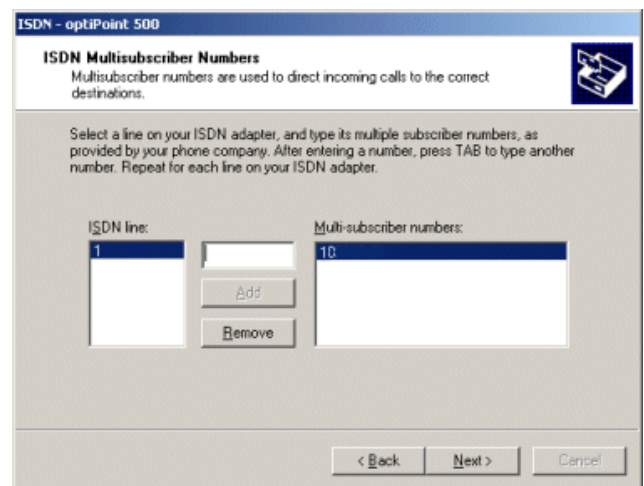 ISDN - optiPoint 500
ISDN Multisubscriber Numbers
Multisubscriber numbers are used to direct incoming calls to the correct
destinations.
Select a line on your ISDN adapter, and type its multiple subscriber numbers, as
provided by your phone company. After entering a number, press TAB to type another
number. Repeat for each line on your ISDN adapter.
ISDN line:
Multi-subscriber numbers:
1
10
Add
Remove
< Back
Next >
Cancel